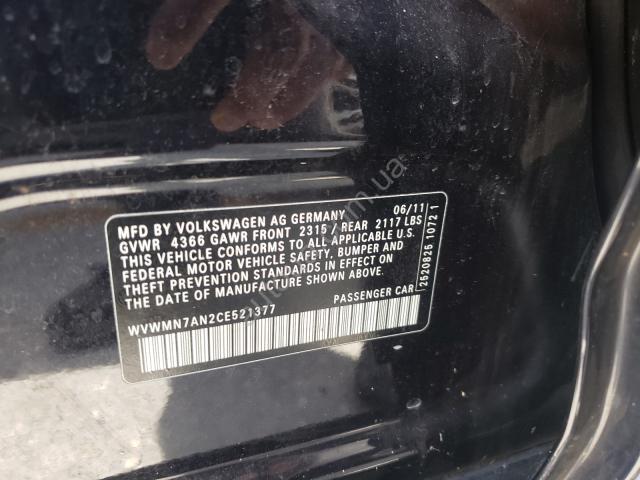 MFD BY VOLKSWAGEN AG GERMANY 06/11
GVWR 4366 GAWR FRONT 2315 / REAR 2117 LBS
THIS VEHICLE CONFORMS TO ALL APPLICABLE U.S.
FEDERAL MOTOR VEHICLE SAFETY, BUMPER AND
THEFT PREVENTION STANDARDS IN EFFECT ON
THE DATE OF MANUFACTURE SHOWN ABOVE.
WVWMN7AN2CE521377 PASSENGER CAR
2520825 10721